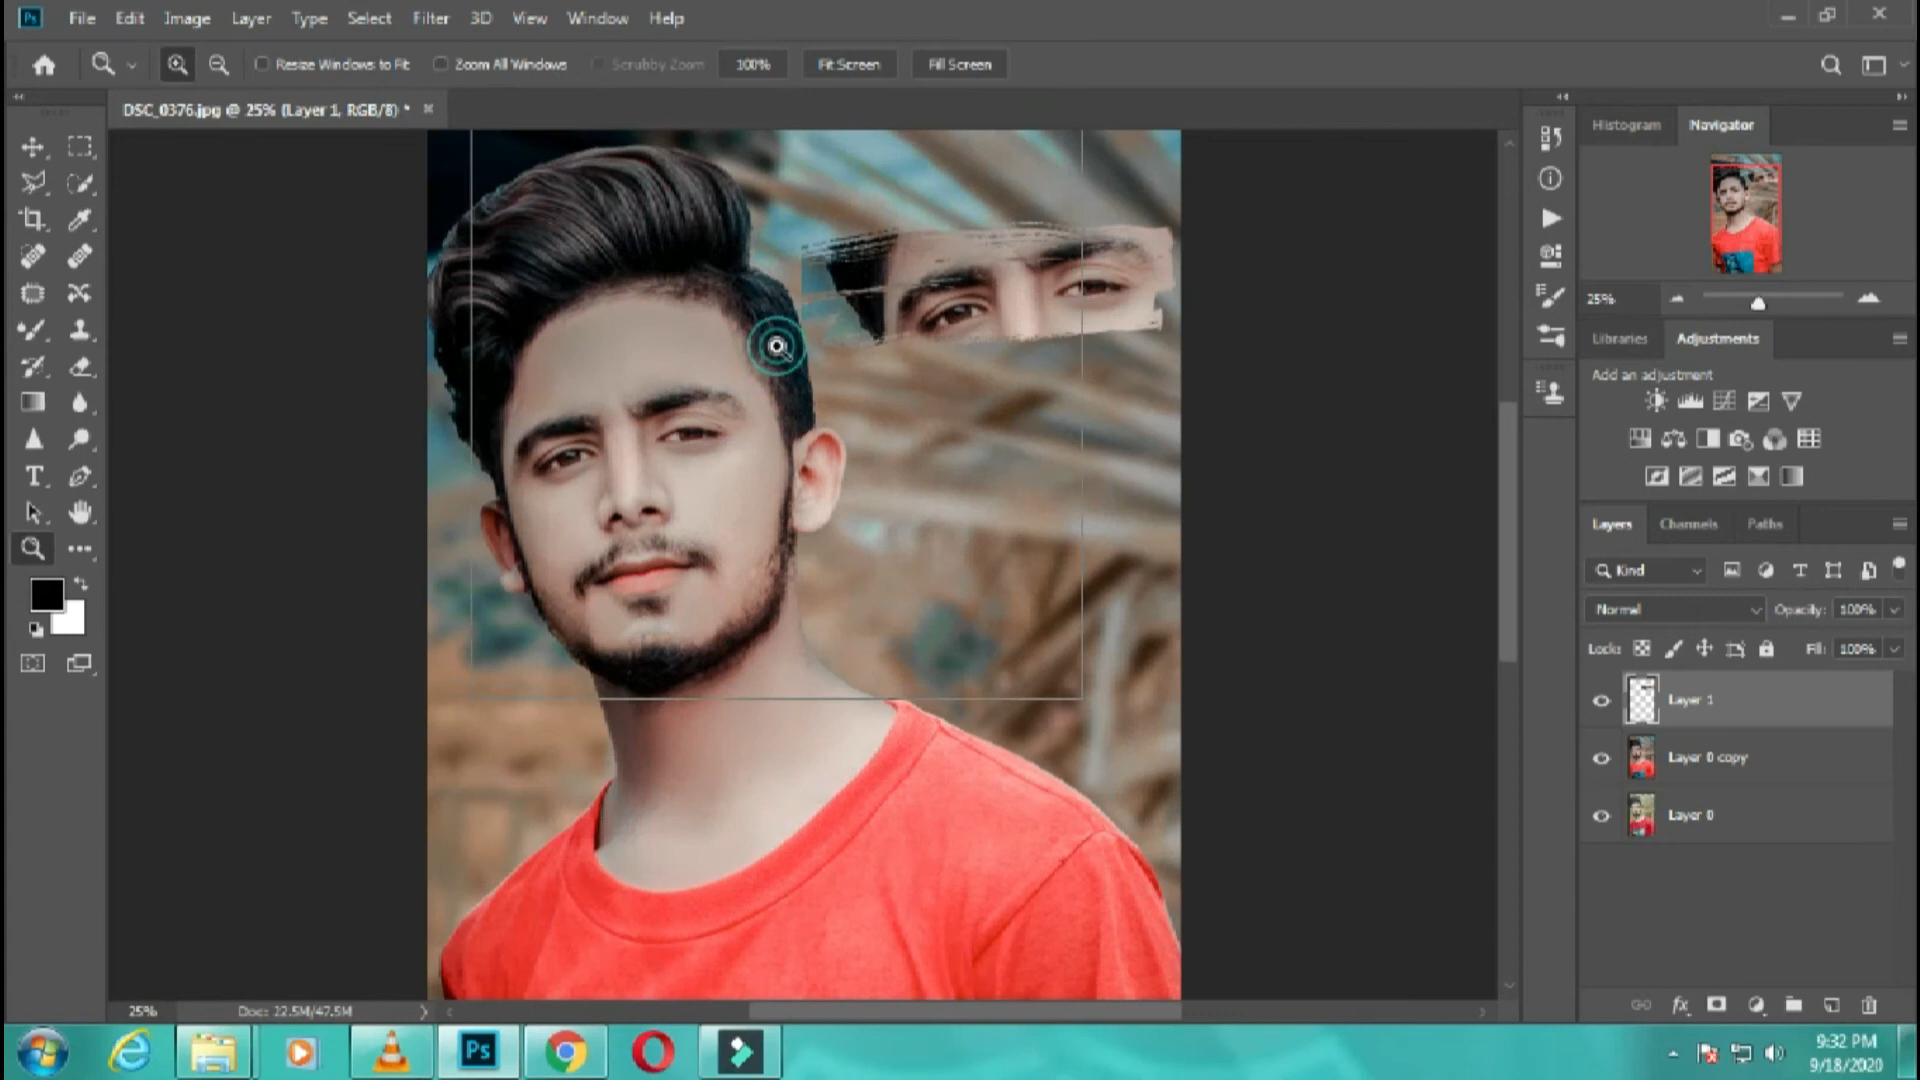 Ps File Edit Image Layer Type Select Filter 3D View Window Help
Resize Windows to Fit Zoom All Windows Scrubby Zoom 100% Fit Screen Fill Screen
DSC_0376.jpg @ 25% (Layer 1, RGB/8) *
Histogram Navigator
25%
Libraries Adjustments
Add an adjustment
Layers Channels Paths
Kind
Normal Opacity: 100%
Lock: Fill: 100%
Layer 1
Layer 0 copy
Layer 0
25% Doc: 22.5M/47.5M
Ps
9:32 PM
9/18/2020